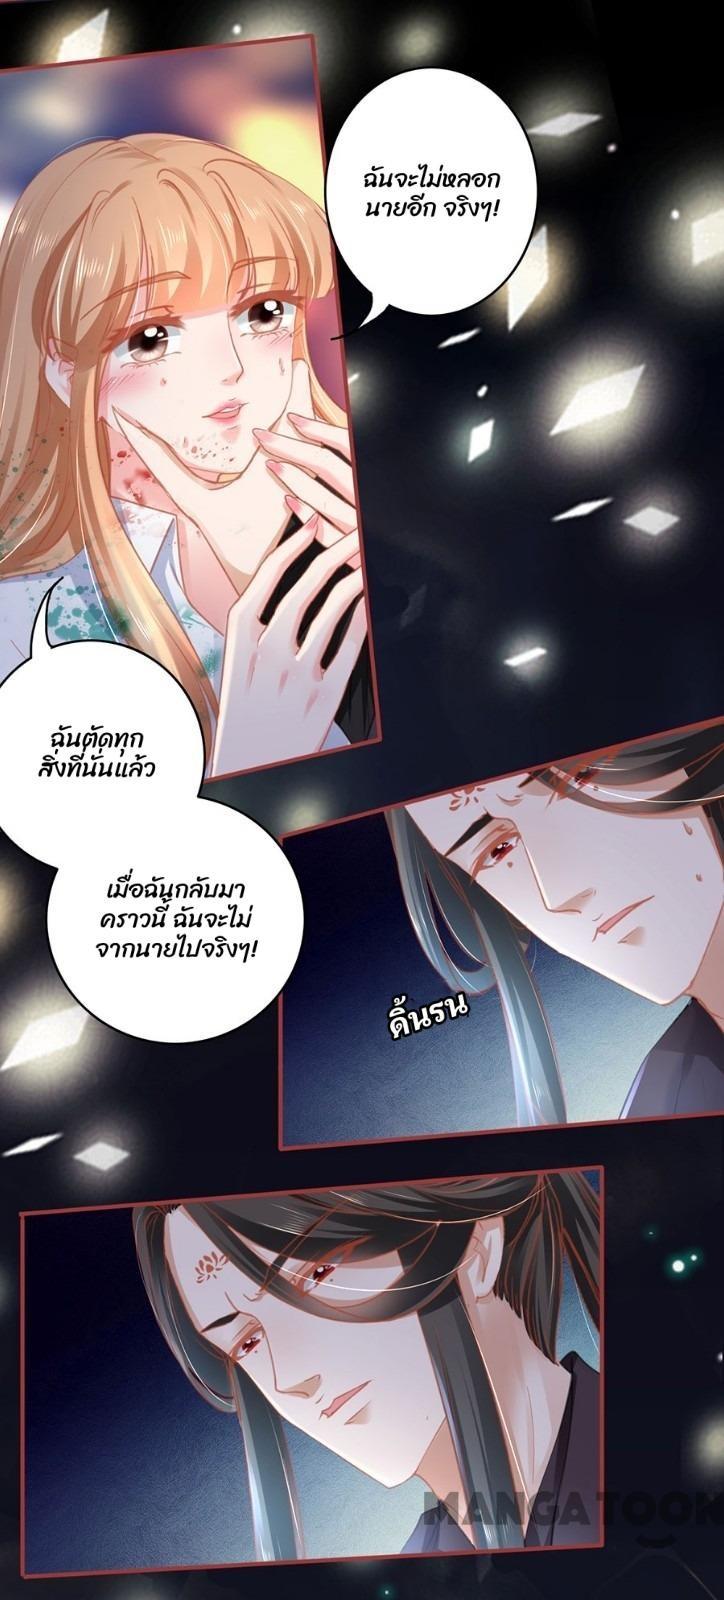 ฉันจะไม่หลอก
นายอีก จริงๆ!
ฉันตัดทุก
สิ่งที่นั่นแล้ว
เมื่อฉันกลับมา
คราวนี้ ฉันจะไม่
จากนายไปจริงๆ!
ดิ้นรน
MANGATOON